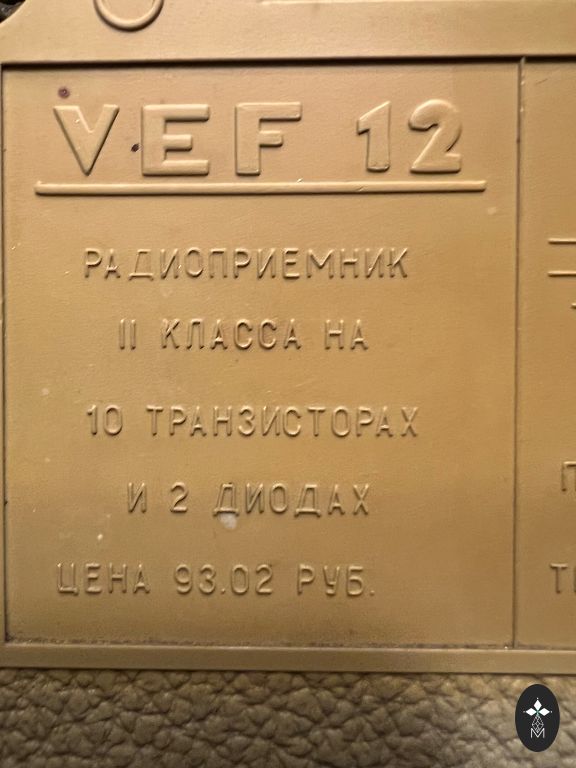 VEF 12
РАДИОПРИЕМНИК
II КЛАССА НА
10 ТРАНЗИСТОРАХ
И 2 ДИОДАХ
ЦЕНА 93.02 РУБ.